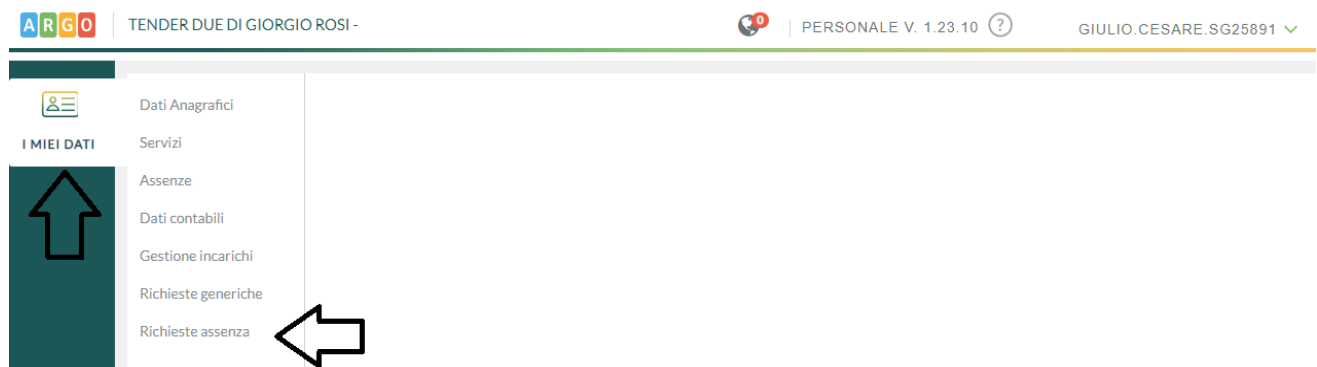 ARGO TENDER DUE DI GIORGIO ROSI - 0 PERSONALE V. 1.23.10 ? GIULIO.CESARE.SG25891
I MIEI DATI
Dati Anagrafici
Servizi
Assenze
Dati contabili
Gestione incarichi
Richieste generiche
Richieste assenza